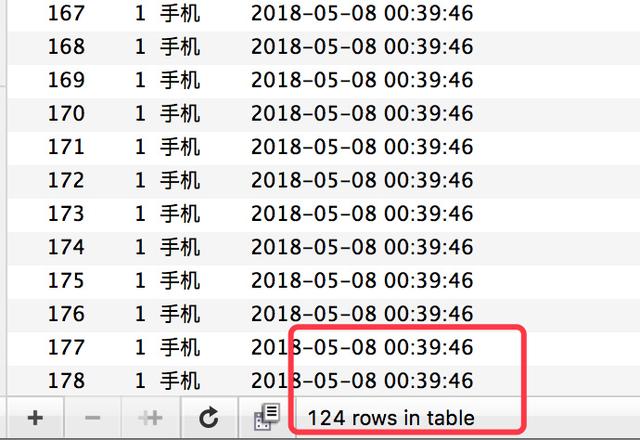 167 1 手机 2018-05-08 00:39:46
168 1 手机 2018-05-08 00:39:46
169 1 手机 2018-05-08 00:39:46
170 1 手机 2018-05-08 00:39:46
171 1 手机 2018-05-08 00:39:46
172 1 手机 2018-05-08 00:39:46
173 1 手机 2018-05-08 00:39:46
174 1 手机 2018-05-08 00:39:46
175 1 手机 2018-05-08 00:39:46
176 1 手机 2018-05-08 00:39:46
177 1 手机 2018-05-08 00:39:46
178 1 手机 2018-05-08 00:39:46
124 rows in table